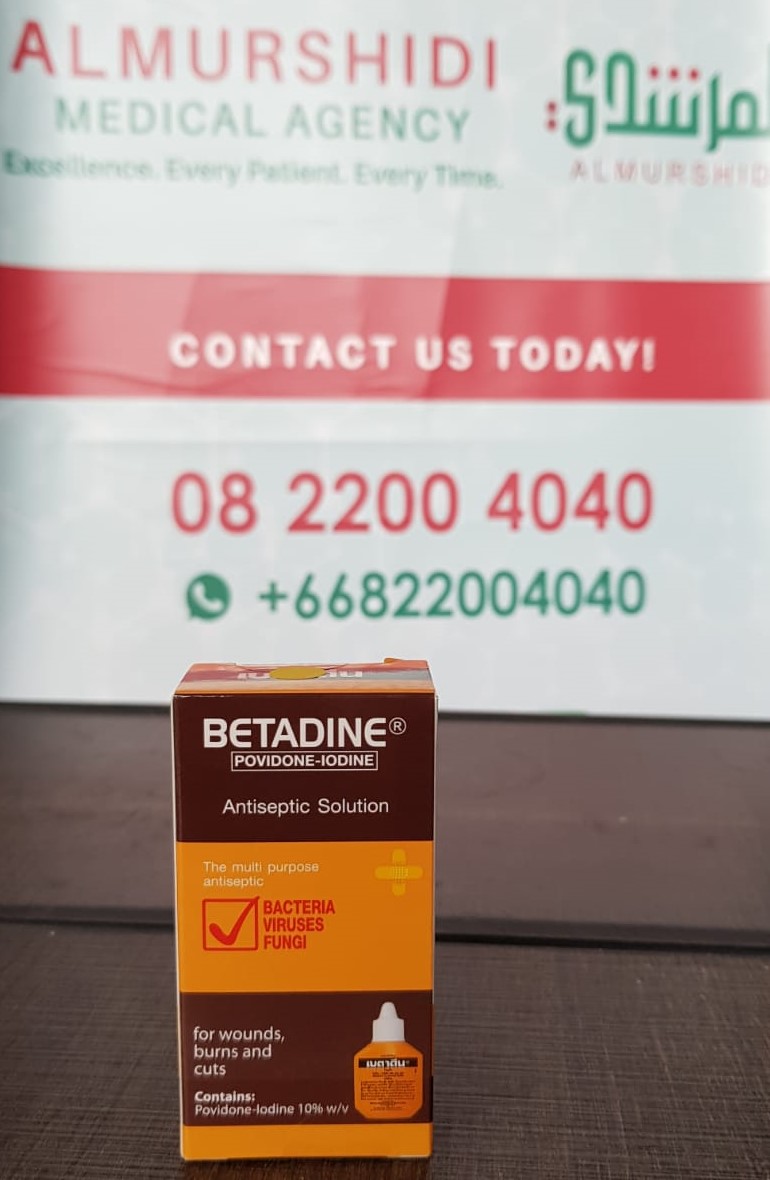 ALMURSHIDI
MEDICAL AGENCY
Excellence. Every Patient. Every Time.
المرشدي
ALMURSHIDI
CONTACT US TODAY!
08 2200 4040
+66822004040
BETADINE®
POVIDONE-IODINE
Antiseptic Solution
The multi purpose
antiseptic
BACTERIA
VIRUSES
FUNGI
for wounds,
burns and
cuts
Contains:
Povidone-Iodine 10% w/v
เบตาดีน®